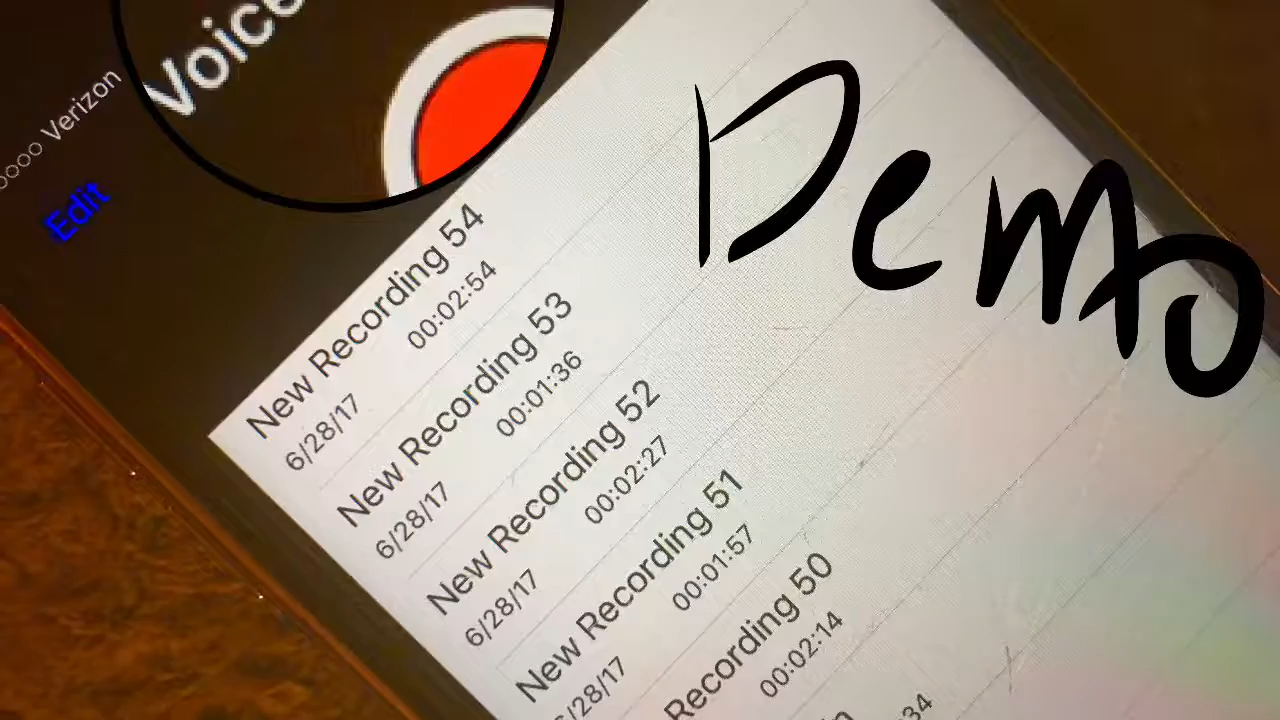 Voice
oooo Verizon
Edit
Demo
New Recording 54
6/28/17 00:02:54
New Recording 53
6/28/17 00:01:36
New Recording 52
6/28/17 00:02:27
New Recording 51
6/28/17 00:01:57
Recording 50
00:02:14